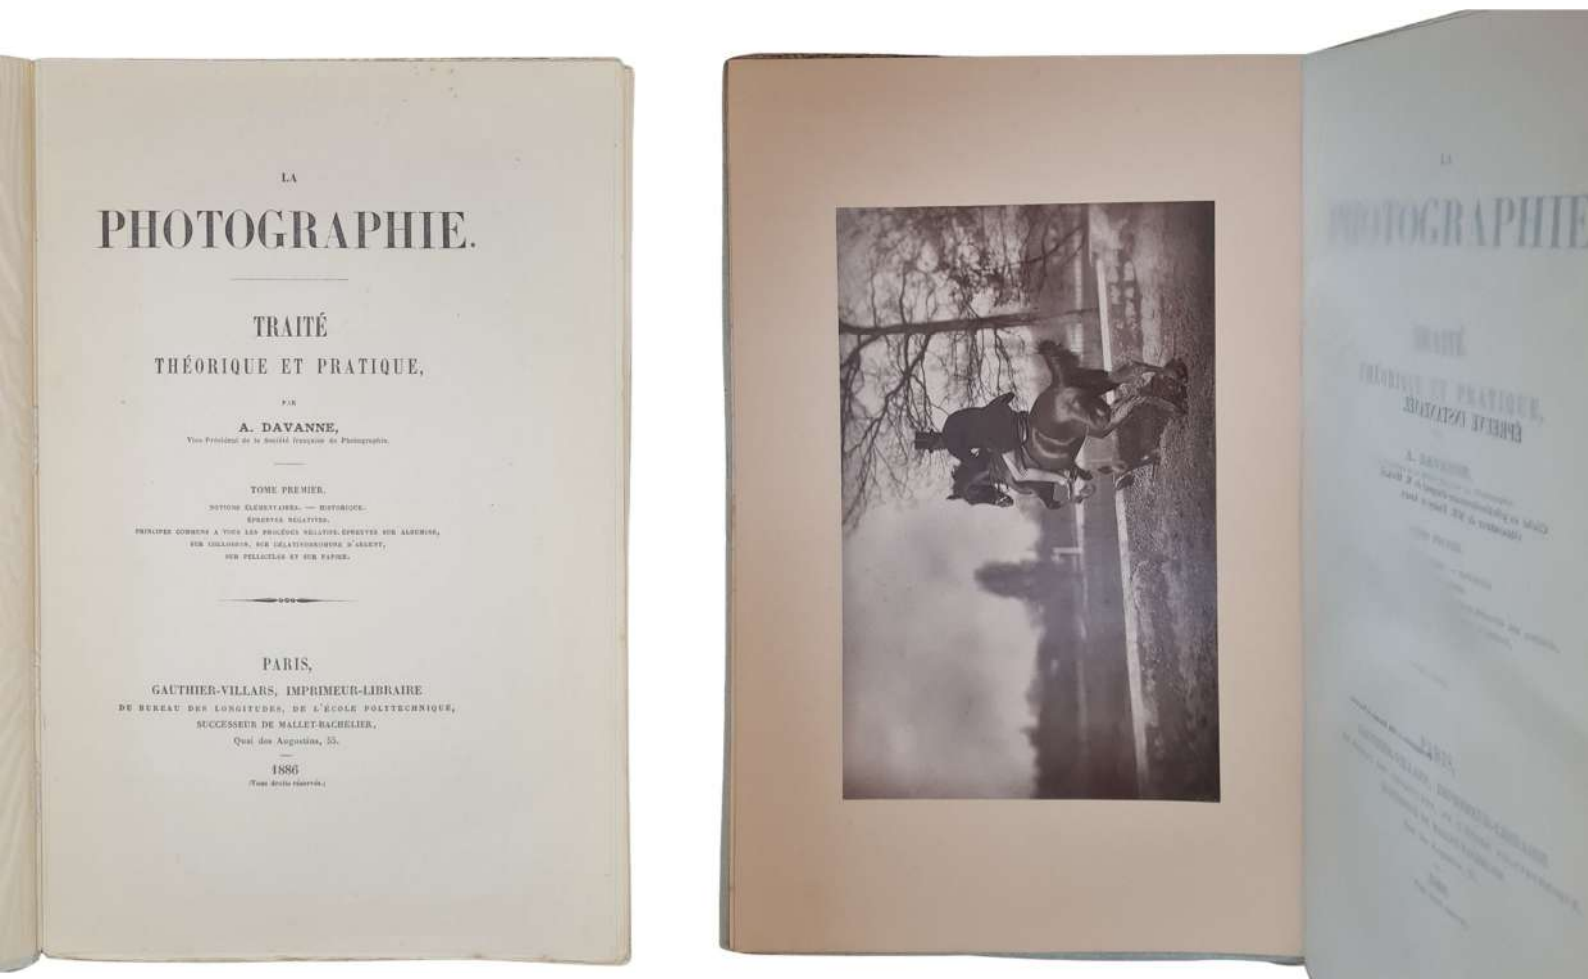 LA
PHOTOGRAPHIE.
TRAITÉ
THÉORIQUE ET PRATIQUE,
PAR
A. DAVANNE,
Vice-Président de la Société française de Photographie.
TOME PREMIER.
NOTIONS ÉLÉMENTAIRES. — HISTORIQUE.
ÉPREUVES NÉGATIVES.
PRINCIPES COMMUNS A TOUS LES PROCÉDÉS NÉGATIFS. ÉPREUVES SUR ALBUMINE,
SUR COLLODION, SUR GÉLATINOBROMURE D'ARGENT,
SUR PELLICULES ET SUR PAPIER.
PARIS,
GAUTHIER-VILLARS, IMPRIMEUR-LIBRAIRE
DU BUREAU DES LONGITUDES, DE L'ÉCOLE POLYTECHNIQUE,
SUCCESSEUR DE MALLET-BACHELIER,
Quai des Augustins, 55.
1886
(Tous droits réservés.)
LA
PHOTOGRAPHIE
TRAITÉ
THÉORIQUE ET PRATIQUE,
ÉPREUVE INSTANTANÉE